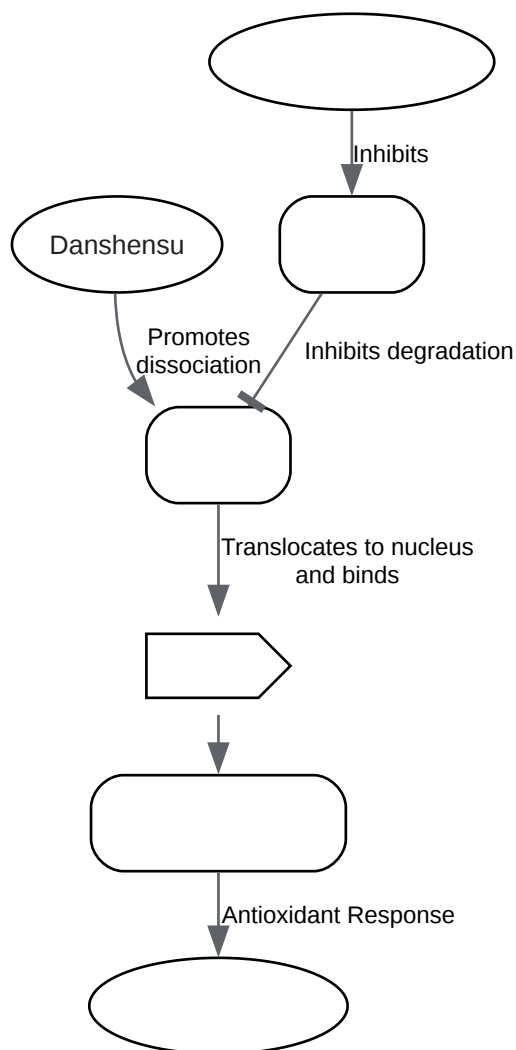 Inhibits
Danshensu
Promotes
dissociation
Inhibits degradation
Translocates to nucleus
and binds
Antioxidant Response